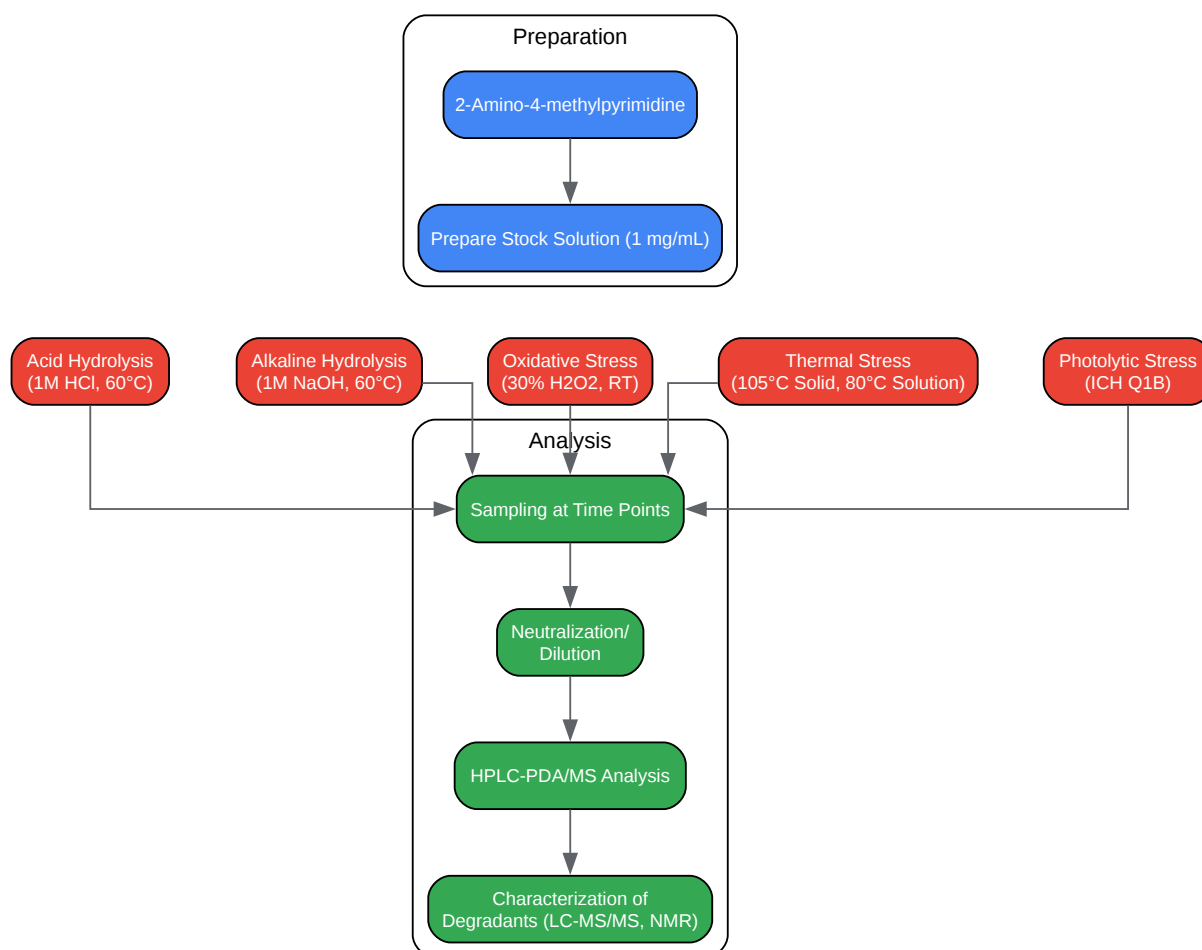 Preparation
2-Amino-4-methylpyrimidine
Prepare Stock Solution (1 mg/mL)
Acid Hydrolysis
(1M HCl, 60°C)
Alkaline Hydrolysis
(1M NaOH, 60°C)
Oxidative Stress
(30% H2O2, RT)
Thermal Stress
(105°C Solid, 80°C Solution)
Photolytic Stress
(ICH Q1B)
Analysis
Sampling at Time Points
Neutralization/
Dilution
HPLC-PDA/MS Analysis
Characterization of
Degradants (LC-MS/MS, NMR)